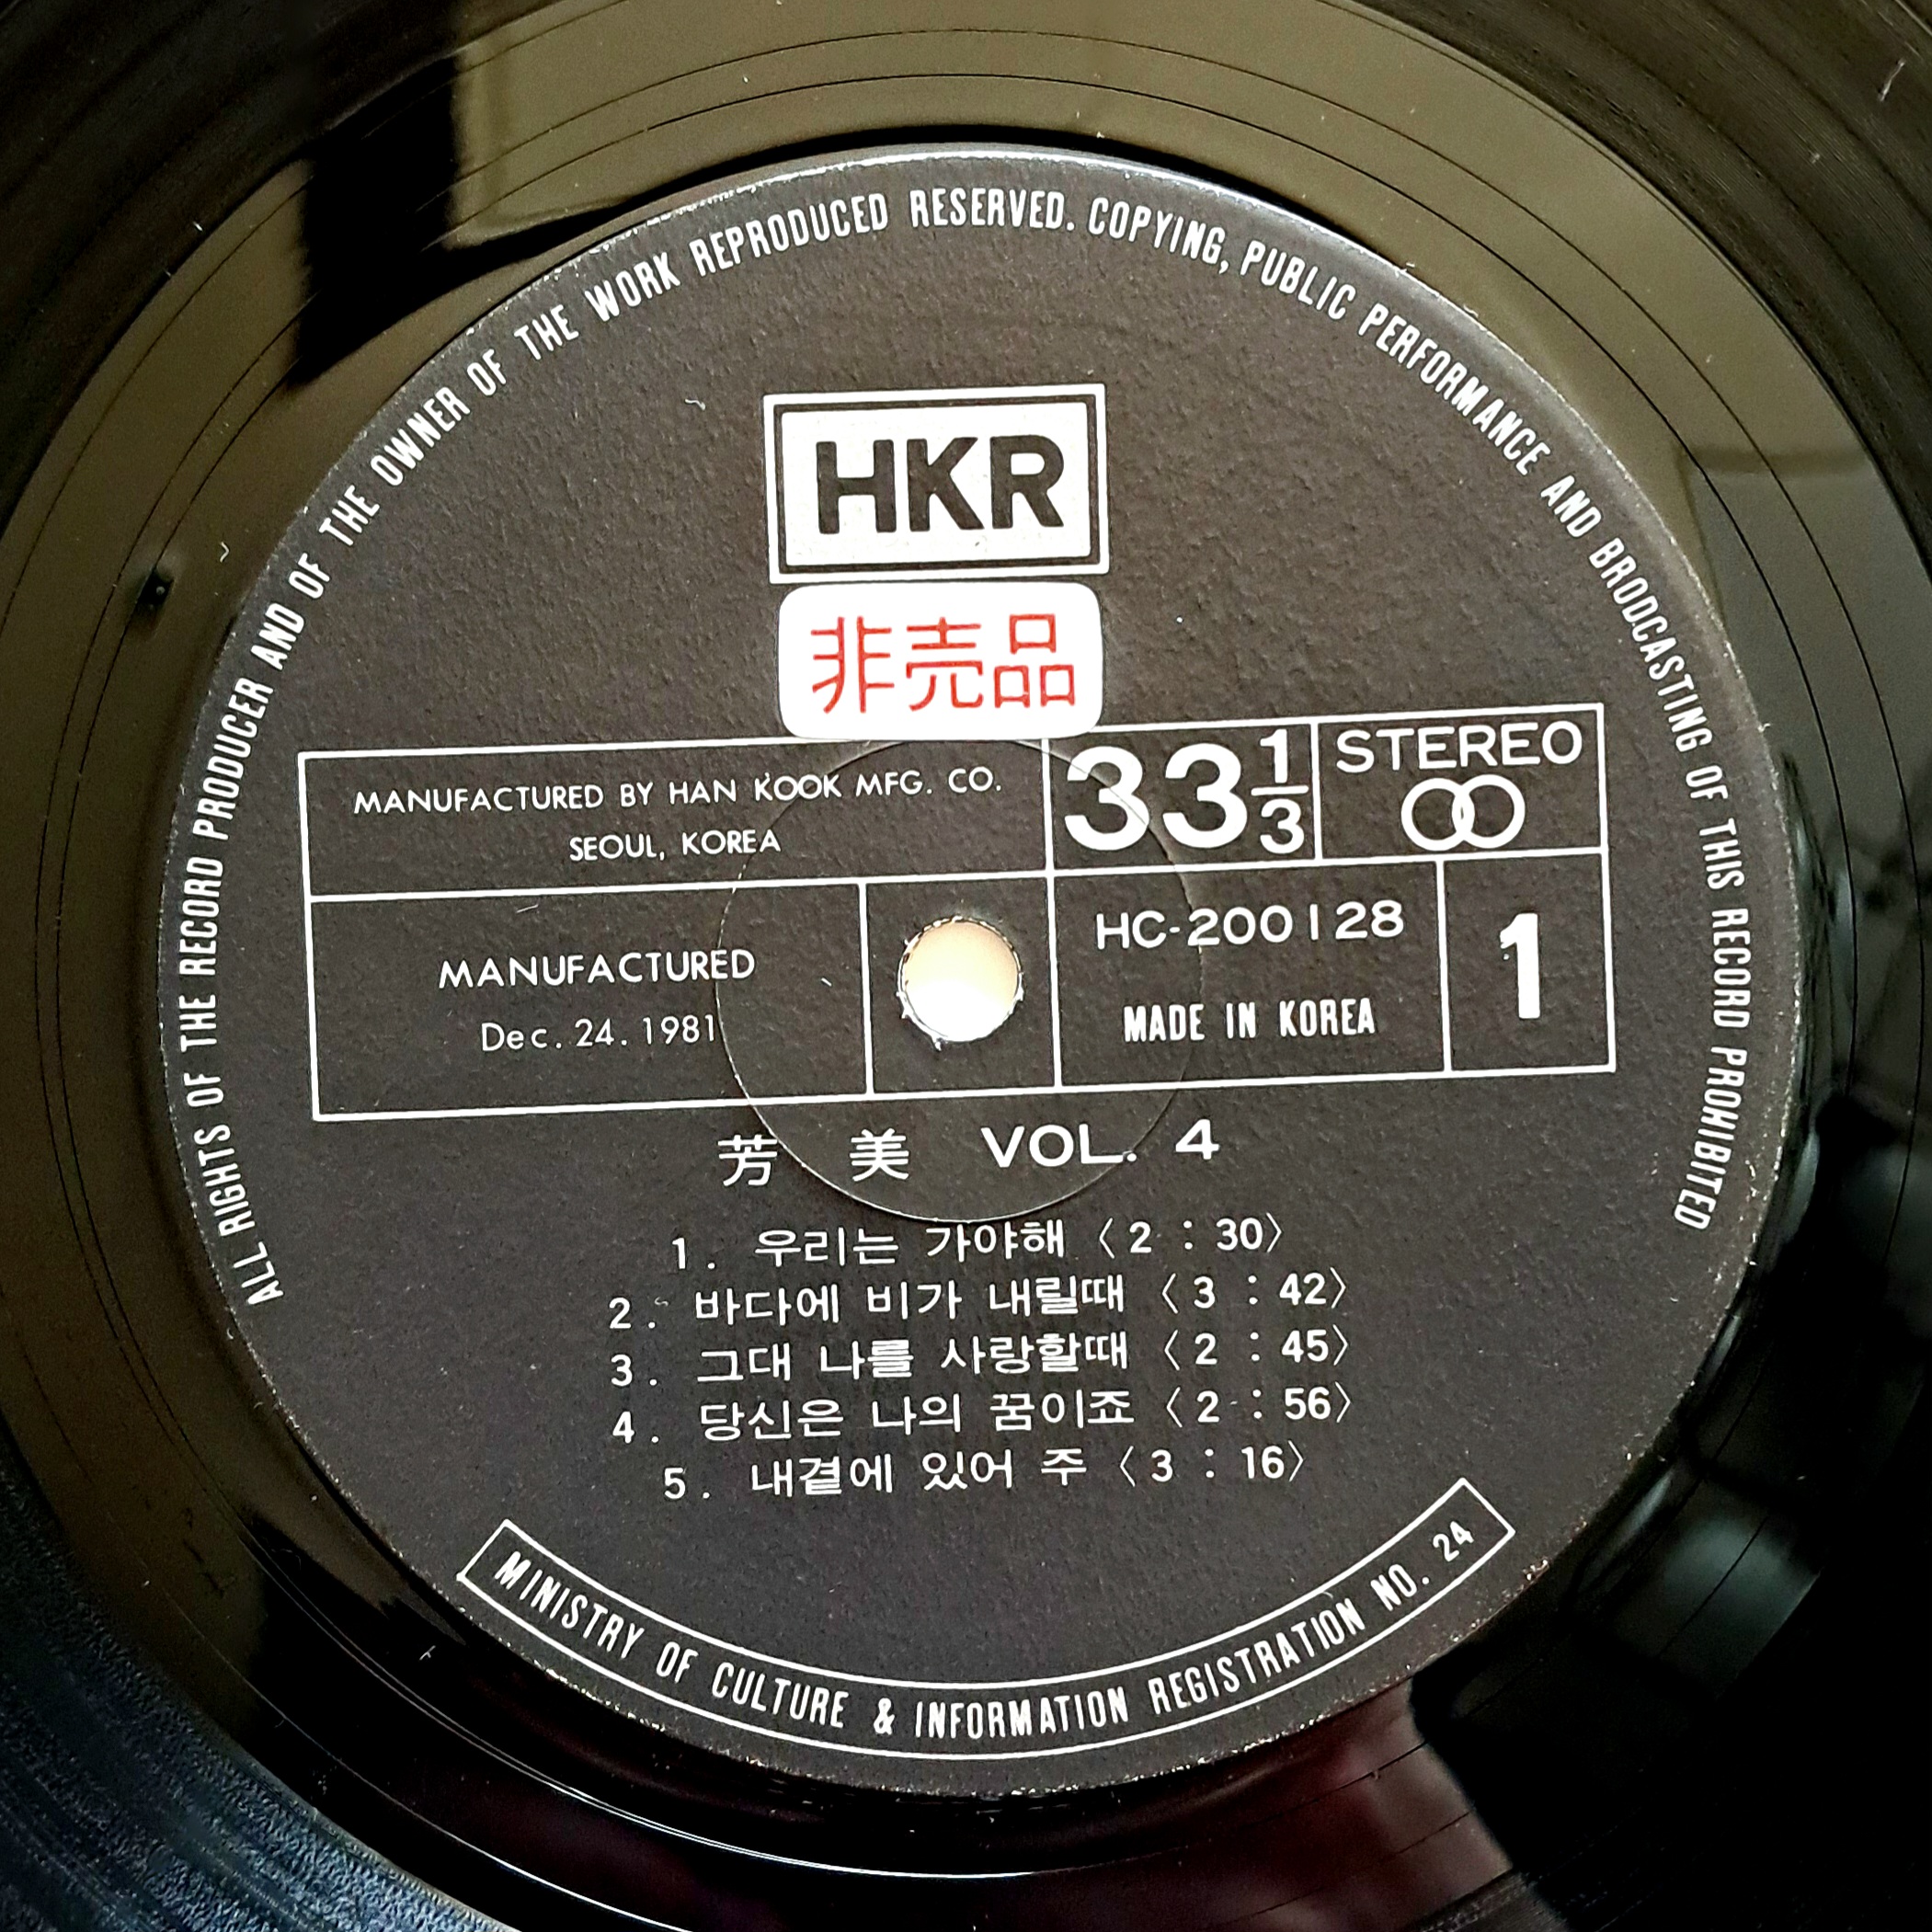 ALL RIGHTS OF THE RECORD PRODUCER AND OF THE OWNER OF THE WORK REPRODUCED RESERVED. COPYING, PUBLIC PERFORMANCE AND BRODCASTING OF THIS RECORD PROHIBITED
HKR
非売品
MANUFACTURED BY HAN KOOK MFG. CO.
SEOUL, KOREA
33 1/3
STEREO
MANUFACTURED
Dec. 24. 1981
HC-200128
MADE IN KOREA
1
芳 美 VOL. 4
1. 우리는 가야해 〈2 : 30〉
2. 바다에 비가 내릴때 〈3 : 42〉
3. 그대 나를 사랑할때 〈2 : 45〉
4. 당신은 나의 꿈이죠 〈2 : 56〉
5. 내곁에 있어 주 〈3 : 16〉
MINISTRY OF CULTURE & INFORMATION REGISTRATION NO. 24